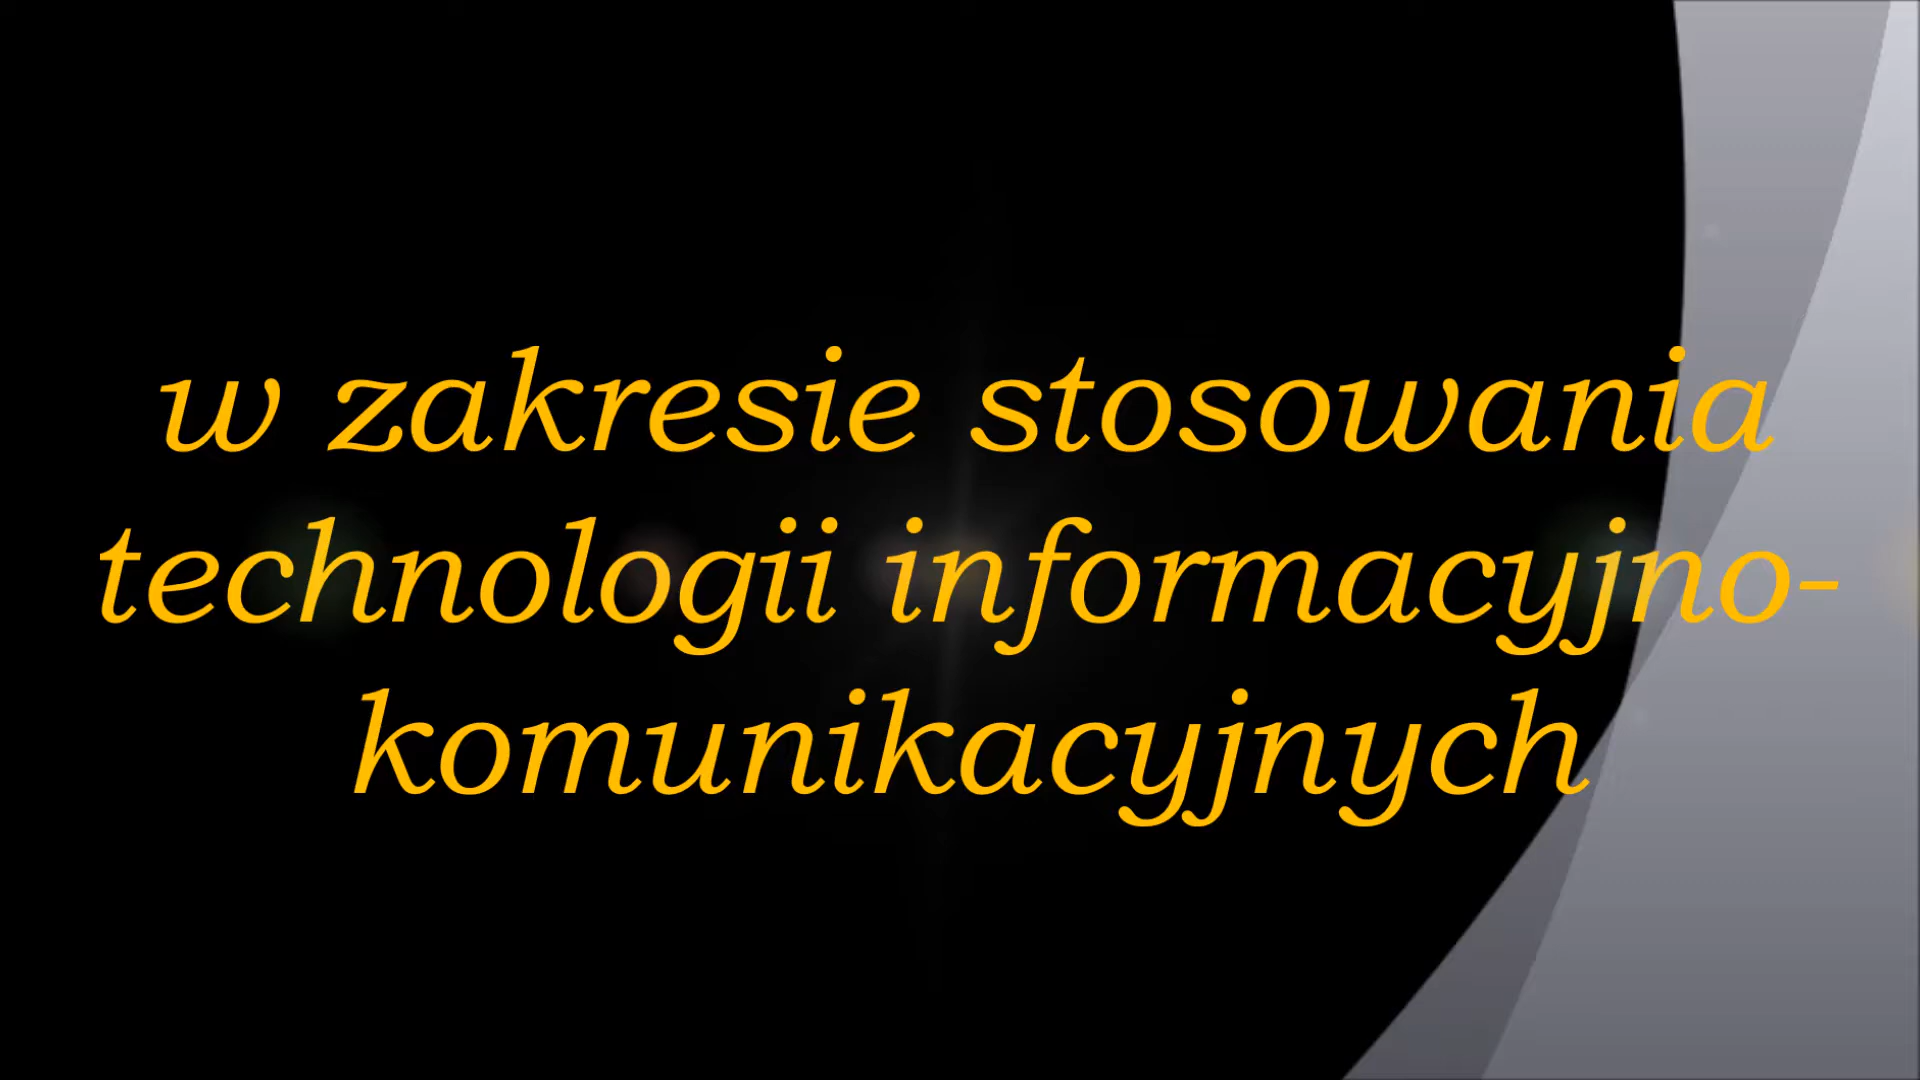 w zakresie stosowania
technologii informacyjno-
komunikacyjnych